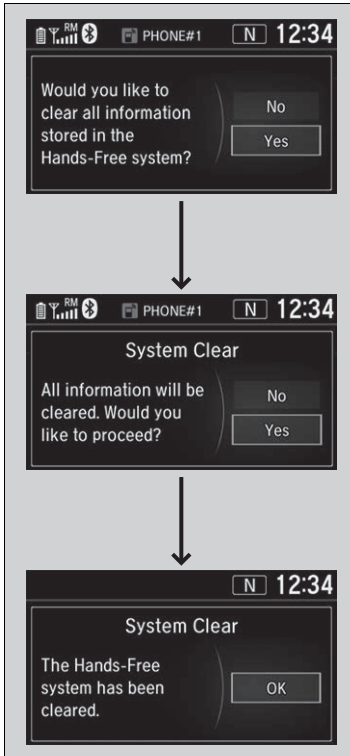 RM PHONE#1 N 12:34
Would you like to
clear all information
stored in the
Hands-Free system?
No
Yes
RM PHONE#1 N 12:34
System Clear
All information will be
cleared. Would you
like to proceed?
No
Yes
N 12:34
System Clear
The Hands-Free
system has been
cleared.
OK